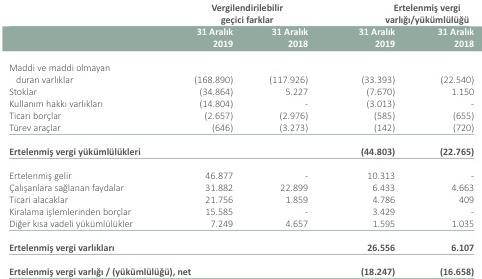 Vergilendirilebilir Ertelenmiş vergi
geçici farklar varlığı/yükümlülüğü
31 Aralık 31 Aralık 31 Aralık 31 Aralık
2019 2018 2019 2018
Maddi ve maddi olmayan
duran varlıklar (168.890) (117.926) (33.393) (22.540)
Stoklar (34.864) 5.227 (7.670) 1.150
Kullanım hakkı varlıkları (14.804) - (3.013) -
Ticari borçlar (2.657) (2.976) (585) (655)
Türev araçlar (646) (3.273) (142) (720)
Ertelenmiş vergi yükümlülükleri (44.803) (22.765)
Ertelenmiş gelir 46.877 - 10.313 -
Çalışanlara sağlanan faydalar 31.882 22.899 6.433 4.663
Ticari alacaklar 21.756 1.859 4.786 409
Kiralama işlemlerinden borçlar 15.585 - 3.429 -
Diğer kısa vadeli yükümlülükler 7.249 4.657 1.595 1.035
Ertelenmiş vergi varlıkları 26.556 6.107
Ertelenmiş vergi varlığı / (yükümlülüğü), net (18.247) (16.658)